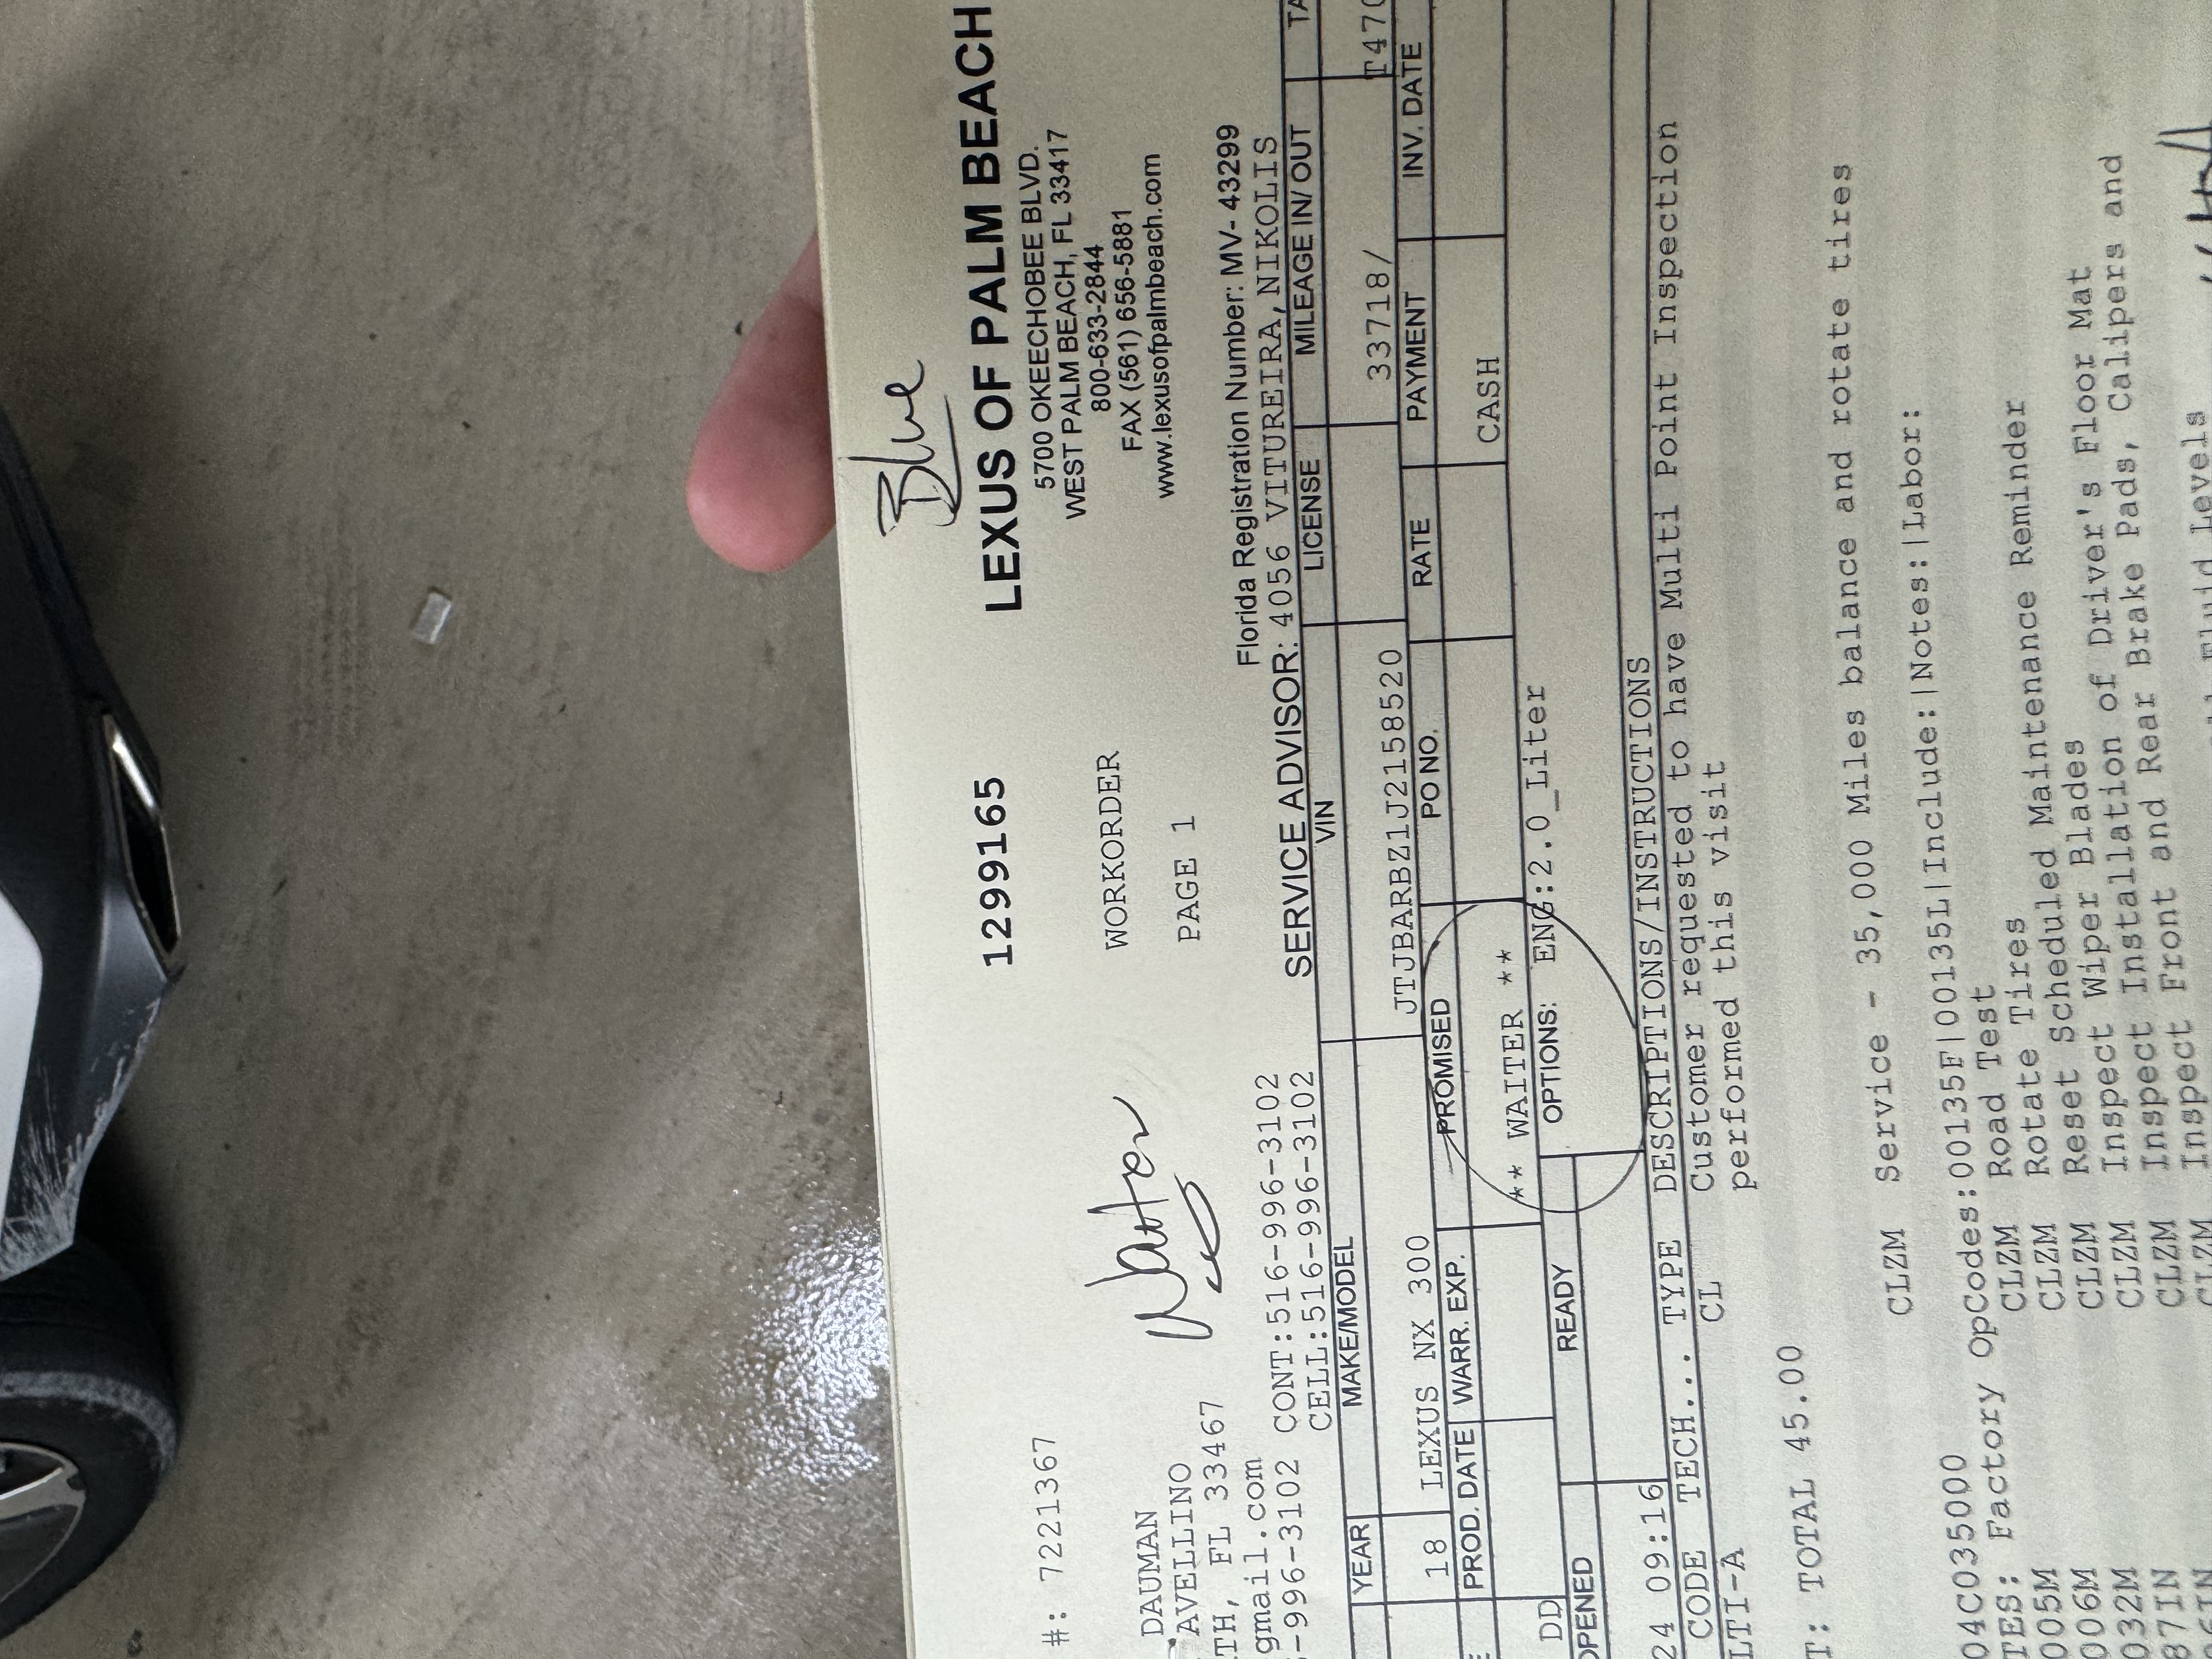 Blue
1299165 LEXUS OF PALM BEACH
5700 OKEECHOBEE BLVD.
WEST PALM BEACH, FL 33417
800-633-2844
FAX (561) 656-5881
www.lexusofpalmbeach.com
#: 7221367
WORKORDER
PAGE 1
Waiter
DAUMAN
AVELLINO
TH, FL 33467
gmail.com
-996-3102 CONT:516-996-3102
CELL:516-996-3102
Florida Registration Number: MV- 43299
SERVICE ADVISOR: 4056 VITUREIRA, NIKOLIS
YEAR MAKE/MODEL VIN LICENSE MILEAGE IN/ OUT TA
18 LEXUS NX 300 JTJBARBZ1J2158520 33718/ T470
PROD. DATE WARR. EXP. PROMISED PO NO. RATE PAYMENT INV. DATE
DD ** WAITER ** CASH
OPENED READY OPTIONS: ENG:2.0_Liter
24 09:16
CODE TECH... TYPE DESCRIPTIONS/INSTRUCTIONS
LTI-A CL Customer requested to have Multi Point Inspection
performed this visit
T: TOTAL 45.00
CLZM Service - 35,000 Miles balance and rotate tires
04C035000
TES: Factory OpCodes:00135F|00135L|Include:|Notes:|Labor:
005M CLZM Road Test
006M CLZM Rotate Tires
032M CLZM Reset Scheduled Maintenance Reminder
87IN CLZM Inspect Wiper Blades
CLZM Inspect Installation of Driver's Floor Mat
CLZM Inspect Front and Rear Brake Pads, Calipers and
CLZM Inspect Fluid Levels